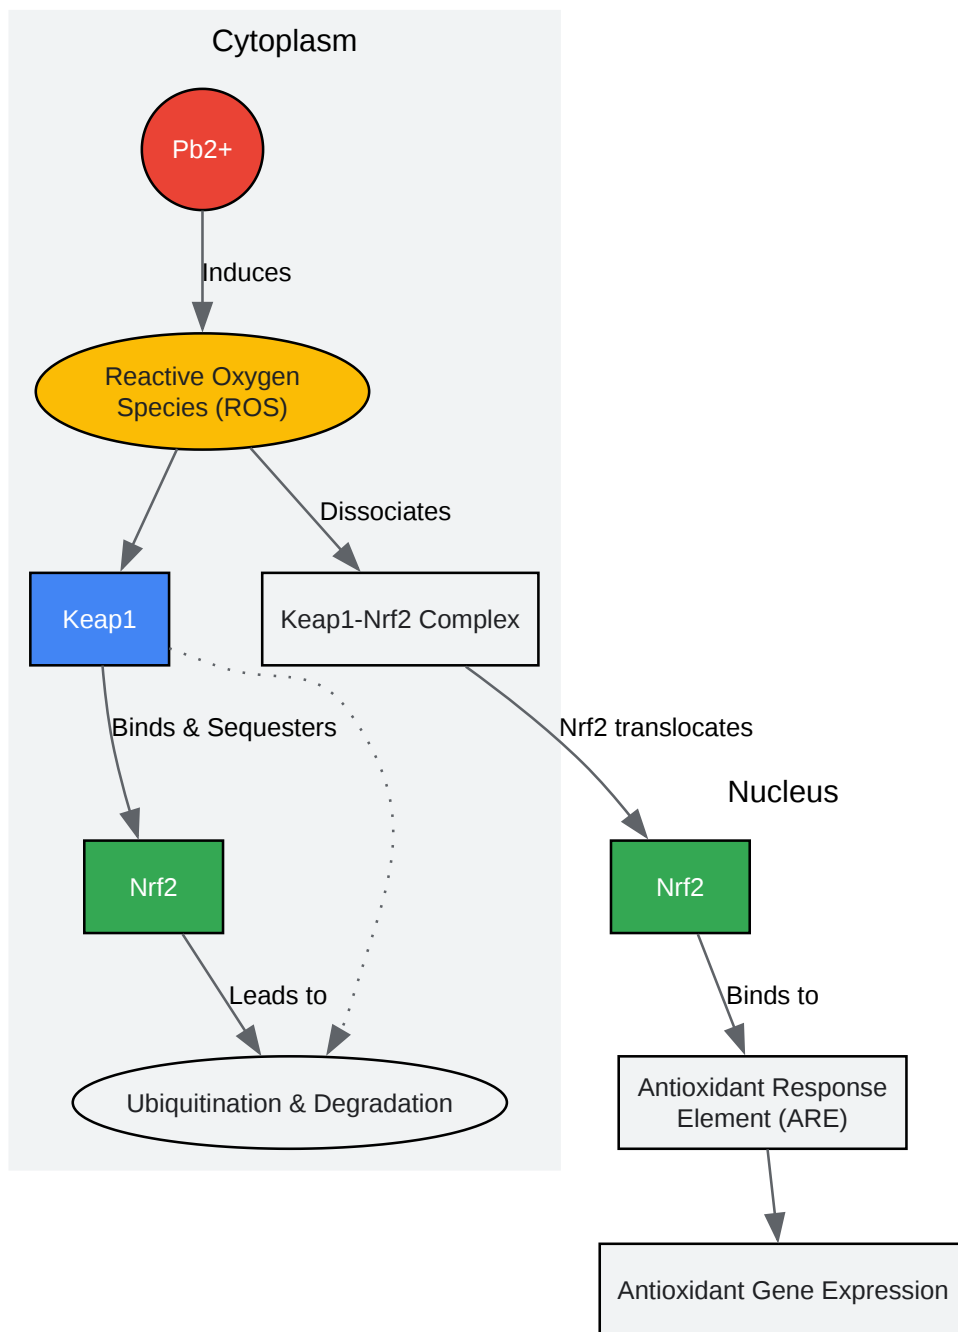 Cytoplasm
Pb2+
Induces
Reactive Oxygen
Species (ROS)
Dissociates
Keap1
Keap1-Nrf2 Complex
Binds & Sequesters
Nrf2 translocates
Nucleus
Nrf2
Nrf2
Leads to
Binds to
Ubiquitination & Degradation
Antioxidant Response
Element (ARE)
Antioxidant Gene Expression